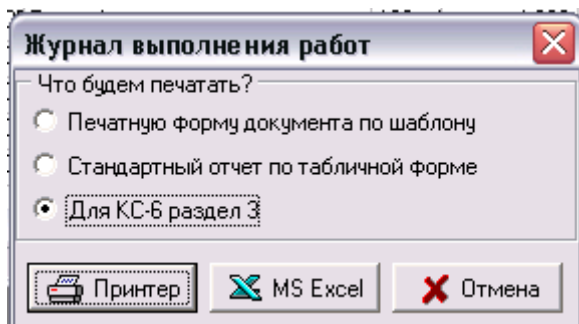 Журнал выполнения работ
Что будем печатать?
Печатную форму документа по шаблону
Стандартный отчет по табличной форме
Для КС-6 раздел 3
Принтер MS Excel Отмена